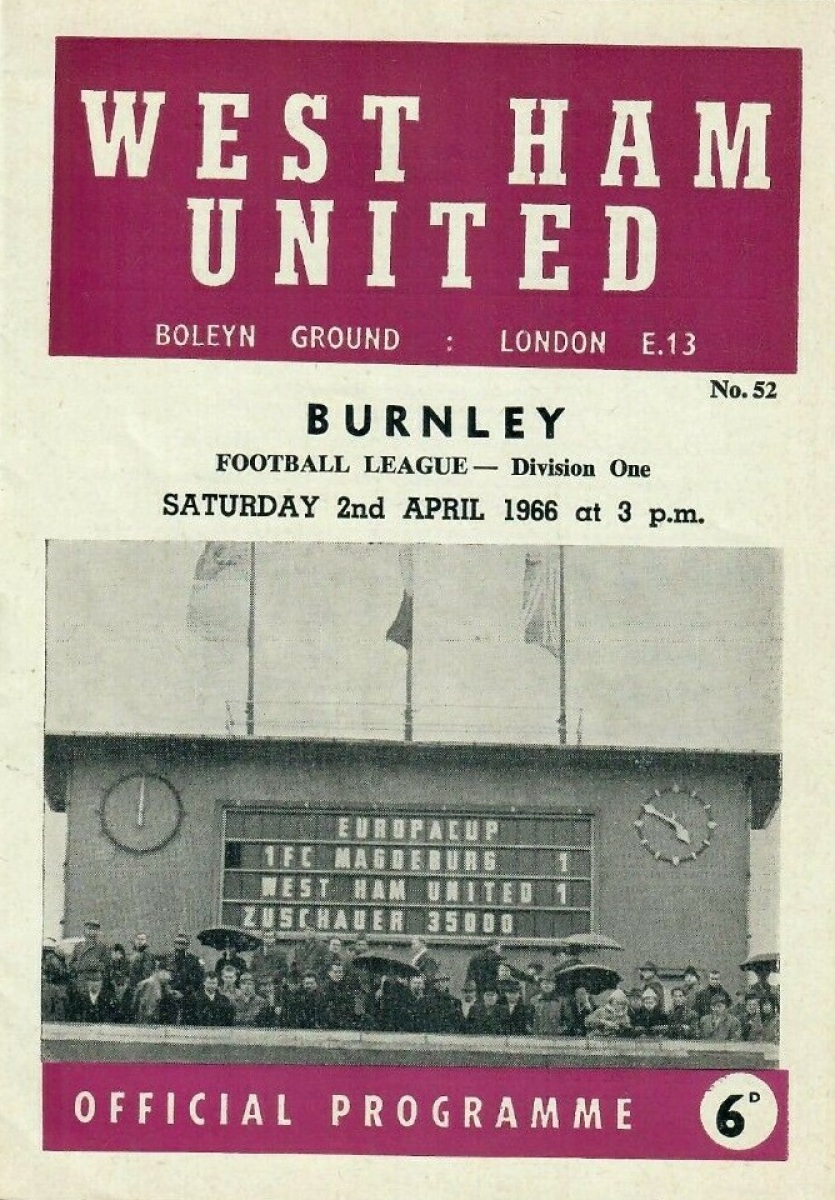 WEST HAM
UNITED
BOLEYN GROUND : LONDON E.13
No. 52
BURNLEY
FOOTBALL LEAGUE — Division One
SATURDAY 2nd APRIL 1966 at 3 p.m.
EUROPACUP
1FC MAGDEBURG 1
WEST HAM UNITED 1
ZUSCHAUER 35000
OFFICIAL PROGRAMME 6D